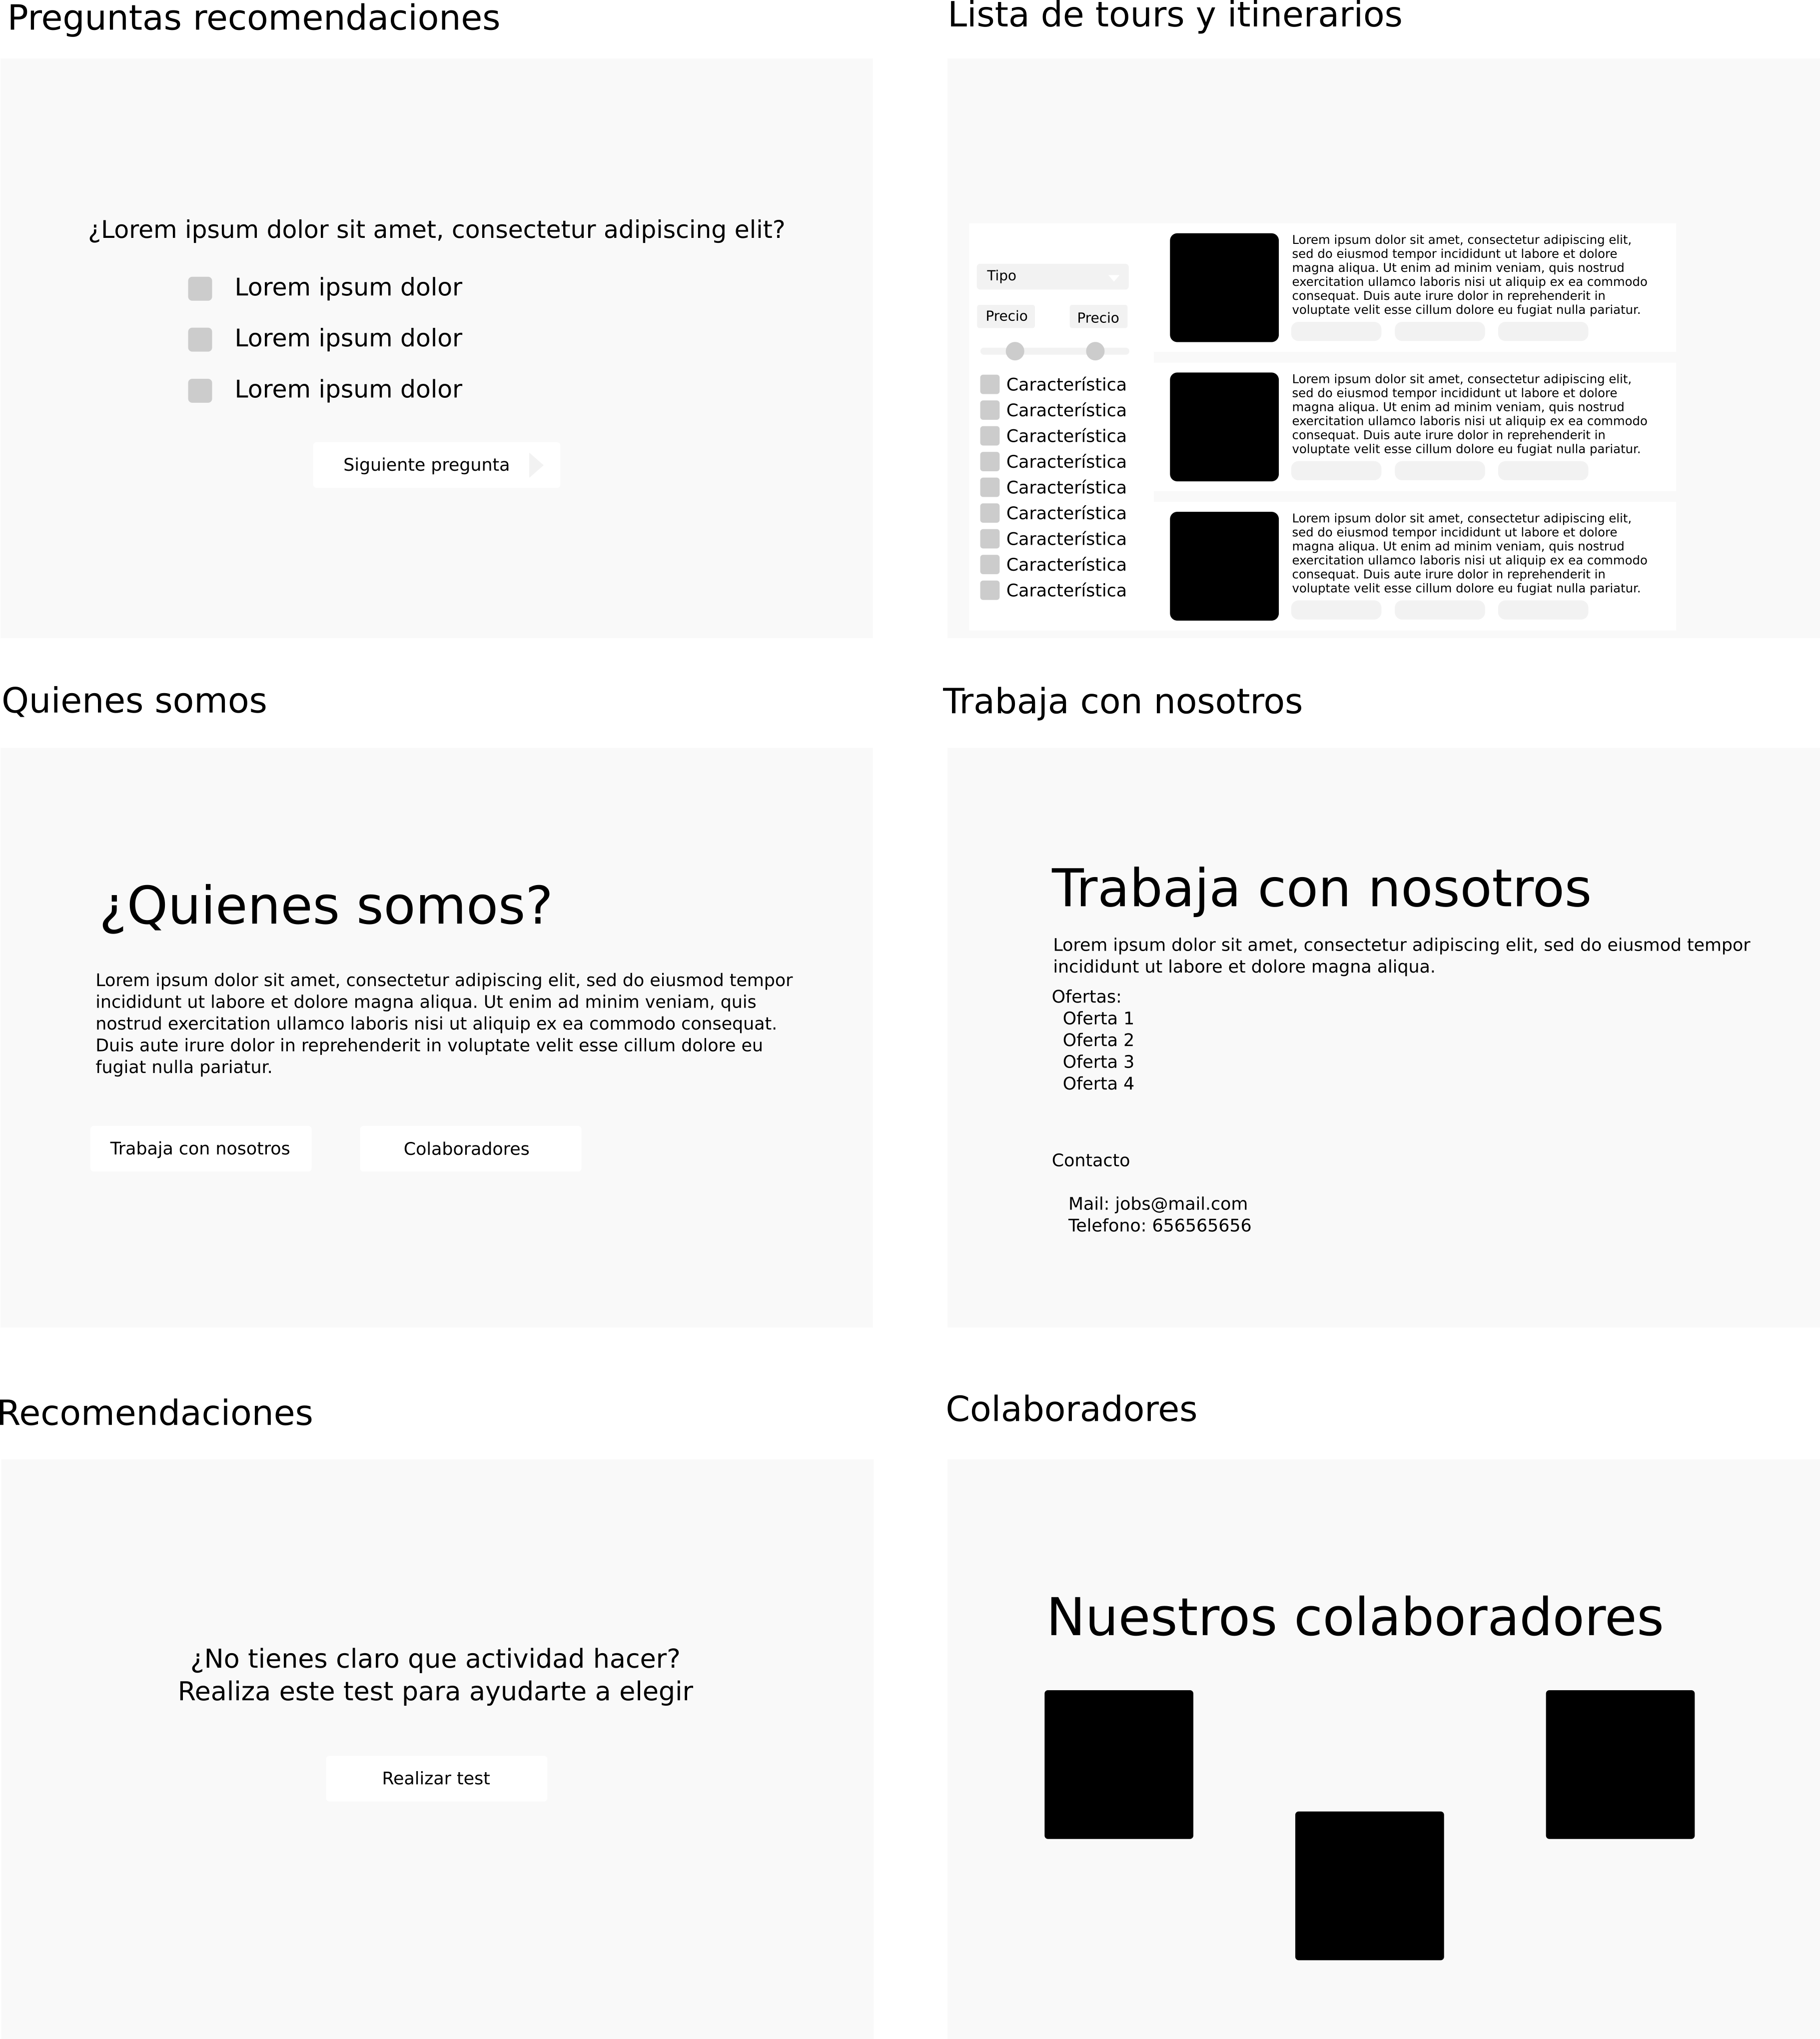 Preguntas recomendaciones
¿Lorem ipsum dolor sit amet, consectetur adipiscing elit?
Lorem ipsum dolor
Lorem ipsum dolor
Lorem ipsum dolor
Siguiente pregunta
Lista de tours y itinerarios
Tipo
Precio Precio
Característica
Característica
Característica
Característica
Característica
Característica
Característica
Característica
Característica
Lorem ipsum dolor sit amet, consectetur adipiscing elit,
sed do eiusmod tempor incididunt ut labore et dolore
magna aliqua. Ut enim ad minim veniam, quis nostrud
exercitation ullamco laboris nisi ut aliquip ex ea commodo
consequat. Duis aute irure dolor in reprehenderit in
voluptate velit esse cillum dolore eu fugiat nulla pariatur.
Lorem ipsum dolor sit amet, consectetur adipiscing elit,
sed do eiusmod tempor incididunt ut labore et dolore
magna aliqua. Ut enim ad minim veniam, quis nostrud
exercitation ullamco laboris nisi ut aliquip ex ea commodo
consequat. Duis aute irure dolor in reprehenderit in
voluptate velit esse cillum dolore eu fugiat nulla pariatur.
Lorem ipsum dolor sit amet, consectetur adipiscing elit,
sed do eiusmod tempor incididunt ut labore et dolore
magna aliqua. Ut enim ad minim veniam, quis nostrud
exercitation ullamco laboris nisi ut aliquip ex ea commodo
consequat. Duis aute irure dolor in reprehenderit in
voluptate velit esse cillum dolore eu fugiat nulla pariatur.
Quienes somos
¿Quienes somos?
Lorem ipsum dolor sit amet, consectetur adipiscing elit, sed do eiusmod tempor
incididunt ut labore et dolore magna aliqua. Ut enim ad minim veniam, quis
nostrud exercitation ullamco laboris nisi ut aliquip ex ea commodo consequat.
Duis aute irure dolor in reprehenderit in voluptate velit esse cillum dolore eu
fugiat nulla pariatur.
Trabaja con nosotros
Colaboradores
Trabaja con nosotros
Trabaja con nosotros
Lorem ipsum dolor sit amet, consectetur adipiscing elit, sed do eiusmod tempor
incididunt ut labore et dolore magna aliqua.
Ofertas:
Oferta 1
Oferta 2
Oferta 3
Oferta 4
Contacto
Mail: jobs@mail.com
Telefono: 656565656
Recomendaciones
¿No tienes claro que actividad hacer?
Realiza este test para ayudarte a elegir
Realizar test
Colaboradores
Nuestros colaboradores